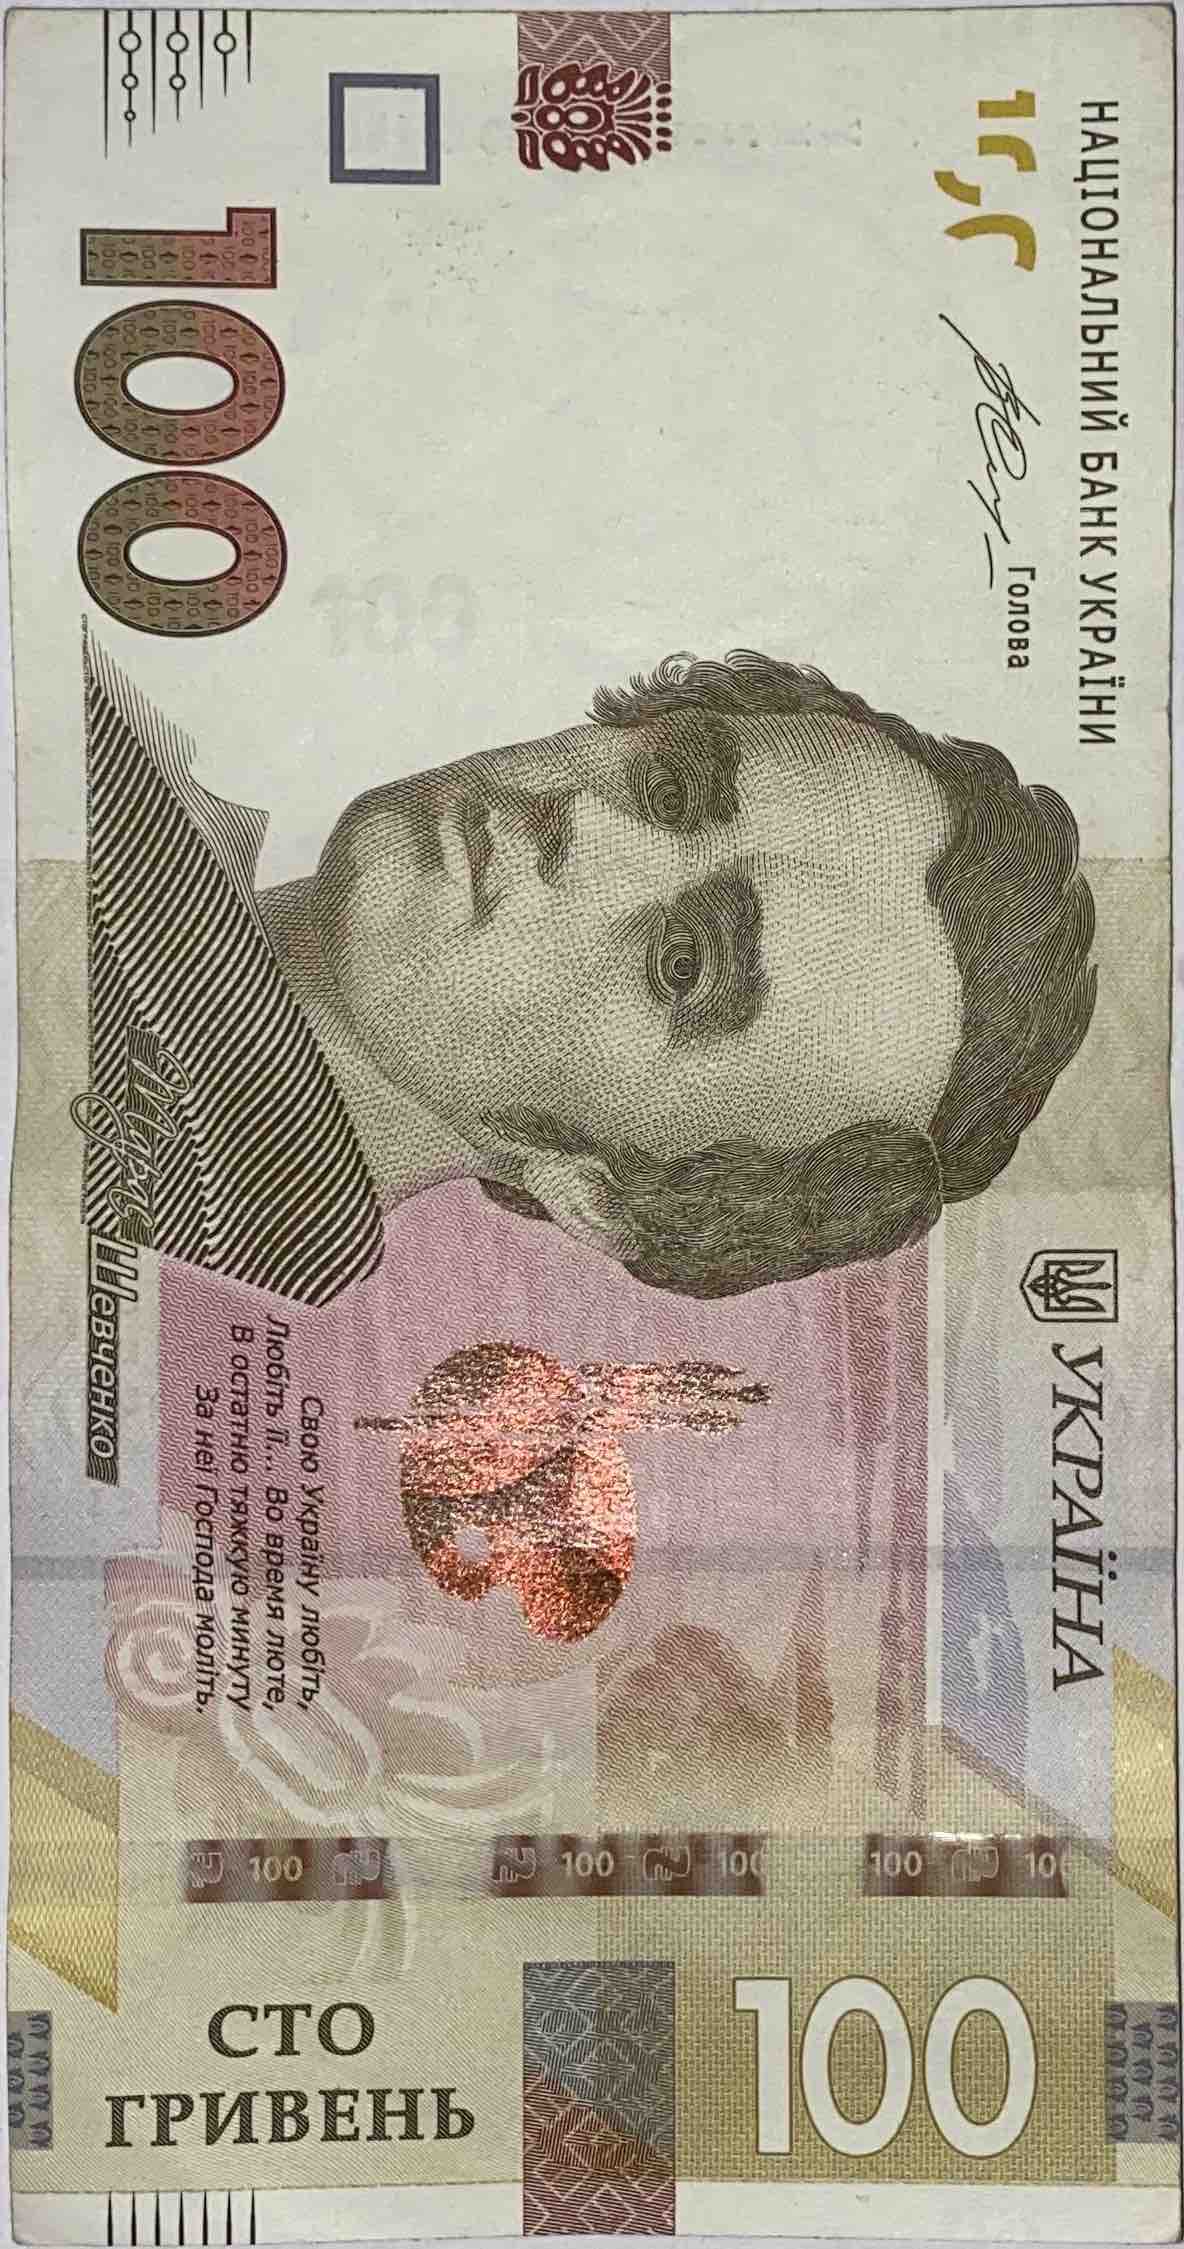 НАЦІОНАЛЬНИЙ БАНК УКРАЇНИ
Голова
УКРАЇНА
100
100
Тарас
Шевченко
Свою Україну любіть,
Любіть її... Во время люте,
В остатню тяжкую минуту
За неї Господа моліть.
100
100
100
100
100
СТО
ГРИВЕНЬ